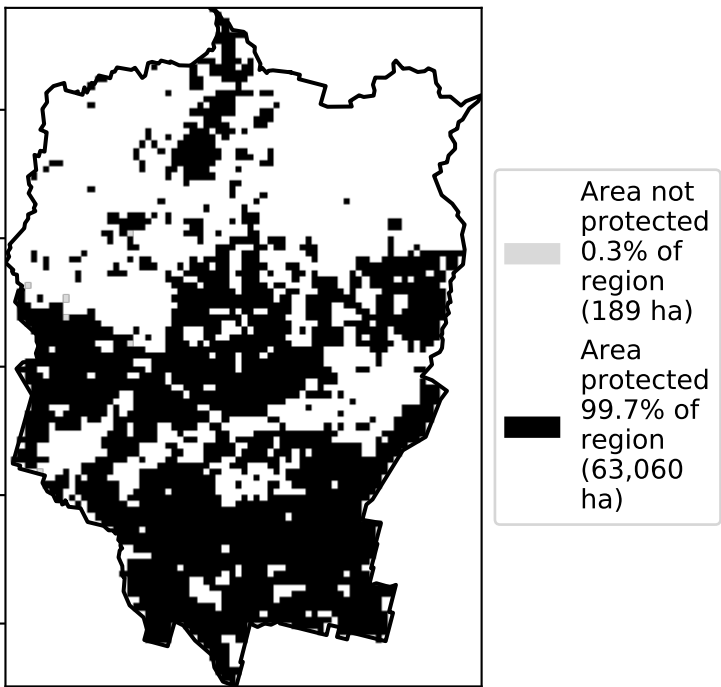 Area not
protected
0.3% of
region
(189 ha)
Area
protected
99.7% of
region
(63,060
ha)